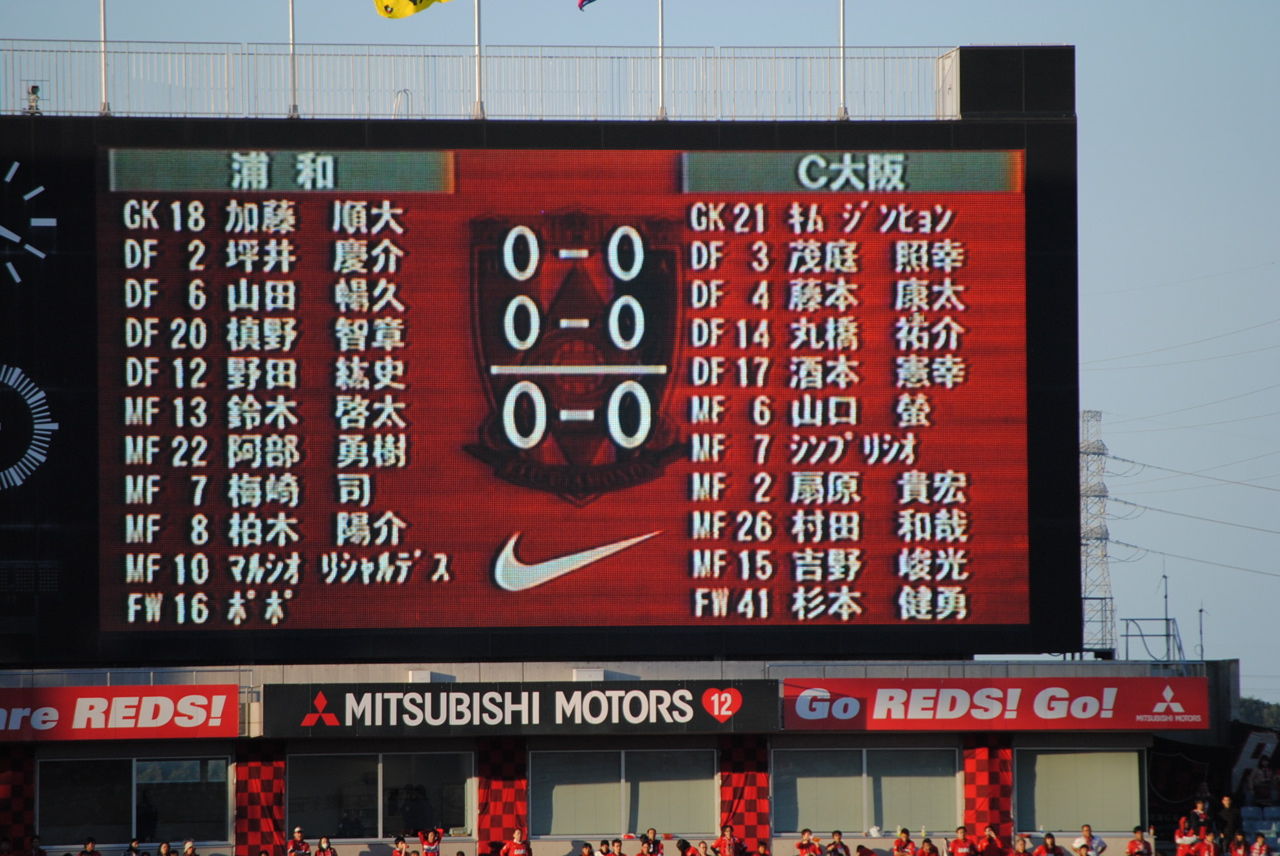 浦和 C大阪
GK 18 加藤 順大 0-0 GK 21 キム ジンヒョン
DF 2 坪井 慶介 DF 3 茂庭 照幸
DF 6 山田 暢久 0-0 DF 4 藤本 康太
DF 20 槙野 智章 DF 14 丸橋 祐介
DF 12 野田 紘史 0-0 DF 17 酒本 憲幸
MF 13 鈴木 啓太 MF 6 山口 螢
MF 22 阿部 勇樹 MF 7 シンプリシオ
MF 7 梅崎 司 MF 2 扇原 貴宏
MF 8 柏木 陽介 MF 26 村田 和哉
MF 10 マルシオ リシャルデス MF 15 吉野 峻光
FW 16 ポポ FW 41 杉本 健勇
are REDS! MITSUBISHI MOTORS 12 Go REDS! Go! MITSUBISHI MOTORS